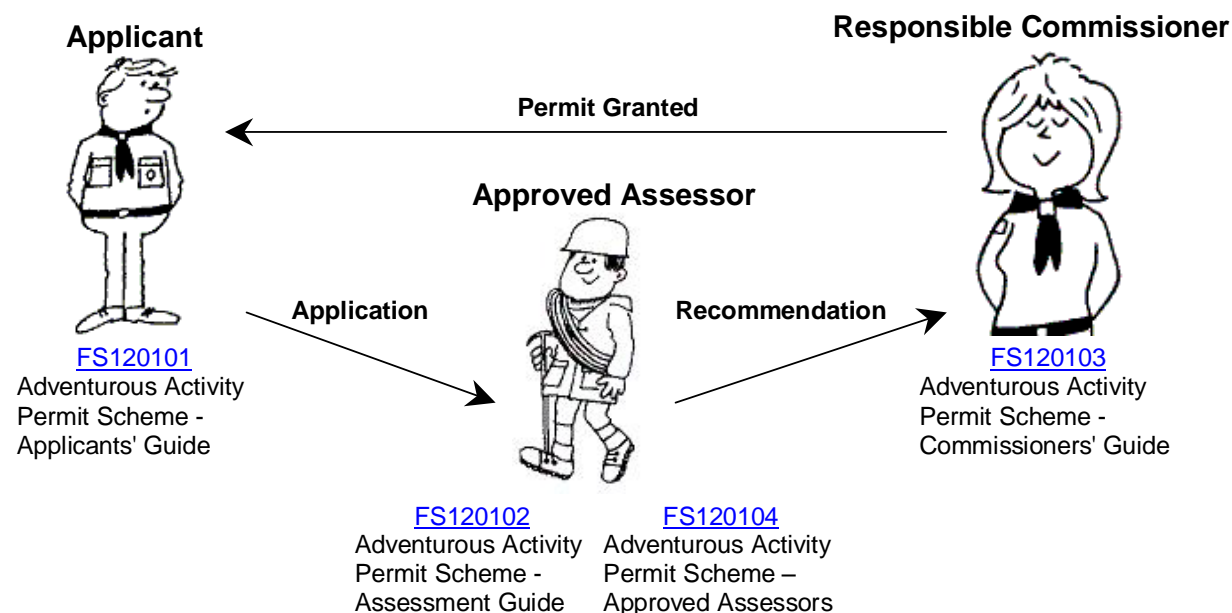 Applicant
Responsible Commissioner
Permit Granted
Approved Assessor
Application
Recommendation
FS120101
Adventurous Activity
Permit Scheme -
Applicants' Guide
FS120103
Adventurous Activity
Permit Scheme -
Commissioners' Guide
FS120102
Adventurous Activity
Permit Scheme -
Assessment Guide
FS120104
Adventurous Activity
Permit Scheme –
Approved Assessors